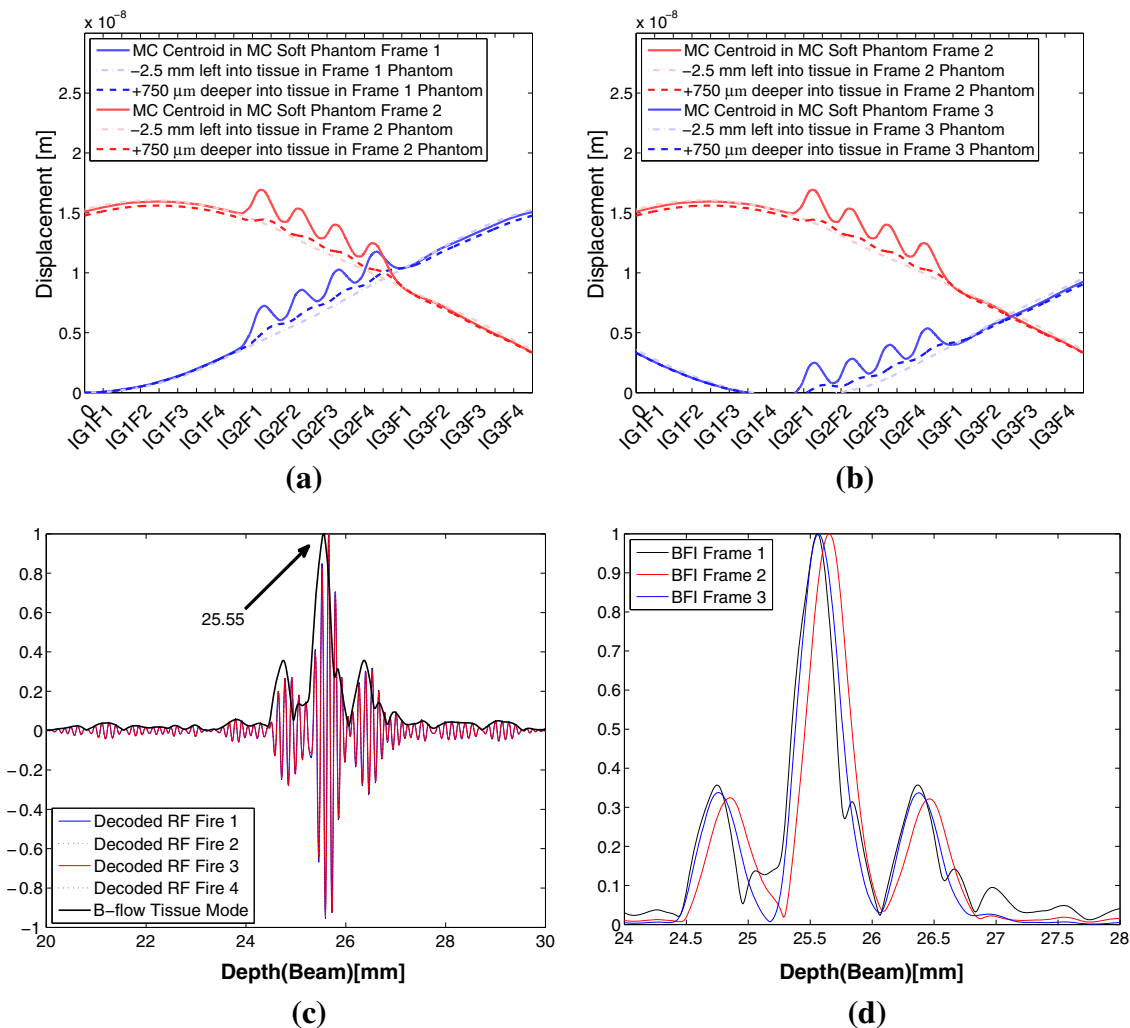 x 10⁻⁸
MC Centroid in MC Soft Phantom Frame 1
−2.5 mm left into tissue in Frame 1 Phantom
+750 μm deeper into tissue in Frame 1 Phantom
MC Centroid in MC Soft Phantom Frame 2
−2.5 mm left into tissue in Frame 2 Phantom
+750 μm deeper into tissue in Frame 2 Phantom
Displacement [m]
2.5
2
1.5
1
0.5
0
0
IG1F1
IG1F2
IG1F3
IG1F4
IG2F1
IG2F2
IG2F3
IG2F4
IG3F1
IG3F2
IG3F3
IG3F4
(a)
x 10⁻⁸
MC Centroid in MC Soft Phantom Frame 2
−2.5 mm left into tissue in Frame 2 Phantom
+750 μm deeper into tissue in Frame 2 Phantom
MC Centroid in MC Soft Phantom Frame 3
−2.5 mm left into tissue in Frame 3 Phantom
+750 μm deeper into tissue in Frame 3 Phantom
Displacement [m]
2.5
2
1.5
1
0.5
0
0
IG1F1
IG1F2
IG1F3
IG1F4
IG2F1
IG2F2
IG2F3
IG2F4
IG3F1
IG3F2
IG3F3
IG3F4
(b)
1
0.8
0.6
0.4
0.2
0
−0.2
−0.4
−0.6
−0.8
−1
25.55
Decoded RF Fire 1
Decoded RF Fire 2
Decoded RF Fire 3
Decoded RF Fire 4
B−flow Tissue Mode
20 22 24 26 28 30
Depth(Beam)[mm]
(c)
BFI Frame 1
BFI Frame 2
BFI Frame 3
1
0.9
0.8
0.7
0.6
0.5
0.4
0.3
0.2
0.1
0
24 24.5 25 25.5 26 26.5 27 27.5 28
Depth(Beam)[mm]
(d)